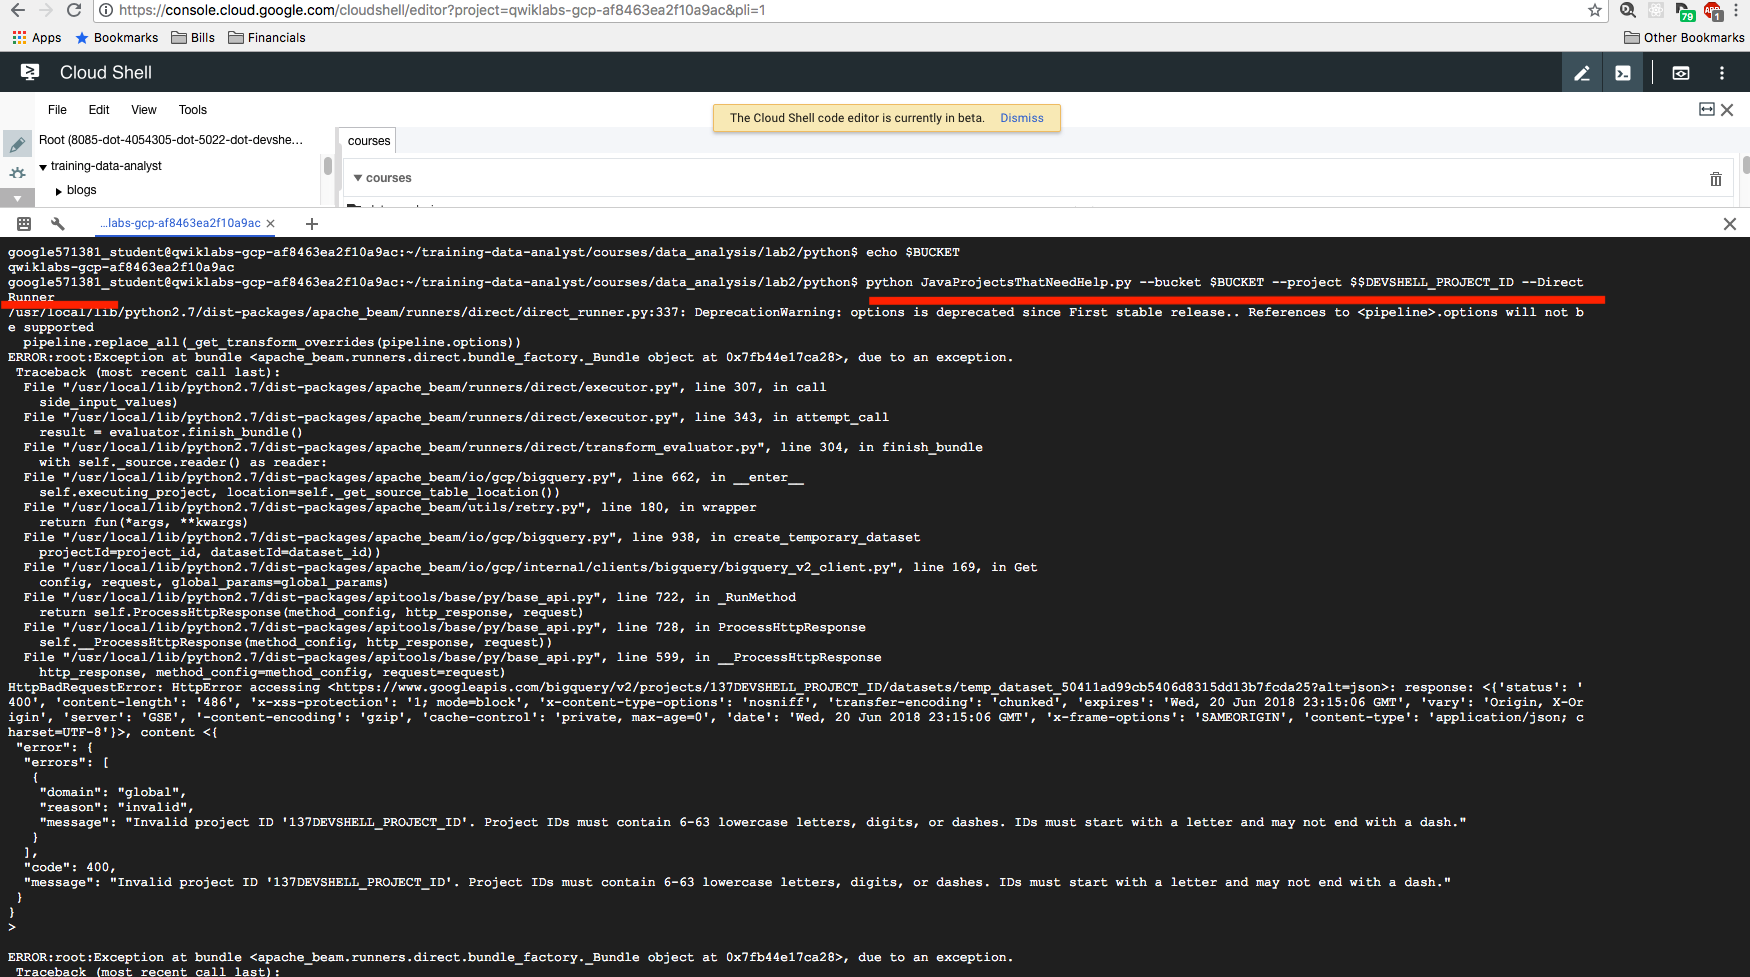 https://console.cloud.google.com/cloudshell/editor?project=qwiklabs-gcp-af8463ea2f10a9ac&pli=1
79
1
Apps Bookmarks Bills Financials Other Bookmarks
Cloud Shell
File Edit View Tools
The Cloud Shell code editor is currently in beta. Dismiss
Root (8085-dot-4054305-dot-5022-dot-devshe...
courses
training-data-analyst
courses
blogs
...labs-gcp-af8463ea2f10a9ac
google571381_student@qwiklabs-gcp-af8463ea2f10a9ac:~/training-data-analyst/courses/data_analysis/lab2/python$ echo $BUCKET
qwiklabs-gcp-af8463ea2f10a9ac
google571381_student@qwiklabs-gcp-af8463ea2f10a9ac:~/training-data-analyst/courses/data_analysis/lab2/python$ python JavaProjectsThatNeedHelp.py --bucket $BUCKET --project $$DEVSHELL_PROJECT_ID --Direct
Runner
/usr/local/lib/python2.7/dist-packages/apache_beam/runners/direct/direct_runner.py:337: DeprecationWarning: options is deprecated since First stable release.. References to <pipeline>.options will not b
e supported
  pipeline.replace_all(_get_transform_overrides(pipeline.options))
ERROR:root:Exception at bundle <apache_beam.runners.direct.bundle_factory._Bundle object at 0x7fb44e17ca28>, due to an exception.
 Traceback (most recent call last):
  File "/usr/local/lib/python2.7/dist-packages/apache_beam/runners/direct/executor.py", line 307, in call
    side_input_values)
  File "/usr/local/lib/python2.7/dist-packages/apache_beam/runners/direct/executor.py", line 343, in attempt_call
    result = evaluator.finish_bundle()
  File "/usr/local/lib/python2.7/dist-packages/apache_beam/runners/direct/transform_evaluator.py", line 304, in finish_bundle
    with self._source.reader() as reader:
  File "/usr/local/lib/python2.7/dist-packages/apache_beam/io/gcp/bigquery.py", line 662, in __enter__
    self.executing_project, location=self._get_source_table_location())
  File "/usr/local/lib/python2.7/dist-packages/apache_beam/utils/retry.py", line 180, in wrapper
    return fun(*args, **kwargs)
  File "/usr/local/lib/python2.7/dist-packages/apache_beam/io/gcp/bigquery.py", line 938, in create_temporary_dataset
    projectId=project_id, datasetId=dataset_id))
  File "/usr/local/lib/python2.7/dist-packages/apache_beam/io/gcp/internal/clients/bigquery/bigquery_v2_client.py", line 169, in Get
    config, request, global_params=global_params)
  File "/usr/local/lib/python2.7/dist-packages/apitools/base/py/base_api.py", line 722, in _RunMethod
    return self.ProcessHttpResponse(method_config, http_response, request)
  File "/usr/local/lib/python2.7/dist-packages/apitools/base/py/base_api.py", line 728, in ProcessHttpResponse
    self.__ProcessHttpResponse(method_config, http_response, request))
  File "/usr/local/lib/python2.7/dist-packages/apitools/base/py/base_api.py", line 599, in __ProcessHttpResponse
    http_response, method_config=method_config, request=request)
HttpBadRequestError: HttpError accessing <https://www.googleapis.com/bigquery/v2/projects/137DEVSHELL_PROJECT_ID/datasets/temp_dataset_50411ad99cb5406d8315dd13b7fcda25?alt=json>: response: <{'status': '
400', 'content-length': '486', 'x-xss-protection': '1; mode=block', 'x-content-type-options': 'nosniff', 'transfer-encoding': 'chunked', 'expires': 'Wed, 20 Jun 2018 23:15:06 GMT', 'vary': 'Origin, X-Or
igin', 'server': 'GSE', '-content-encoding': 'gzip', 'cache-control': 'private, max-age=0', 'date': 'Wed, 20 Jun 2018 23:15:06 GMT', 'x-frame-options': 'SAMEORIGIN', 'content-type': 'application/json; c
harset=UTF-8'}>, content <{
 "error": {
  "errors": [
   {
    "domain": "global",
    "reason": "invalid",
    "message": "Invalid project ID '137DEVSHELL_PROJECT_ID'. Project IDs must contain 6-63 lowercase letters, digits, or dashes. IDs must start with a letter and may not end with a dash."
   }
  ],
  "code": 400,
  "message": "Invalid project ID '137DEVSHELL_PROJECT_ID'. Project IDs must contain 6-63 lowercase letters, digits, or dashes. IDs must start with a letter and may not end with a dash."
 }
}
>
ERROR:root:Exception at bundle <apache_beam.runners.direct.bundle_factory._Bundle object at 0x7fb44e17ca28>, due to an exception.
 Traceback (most recent call last):